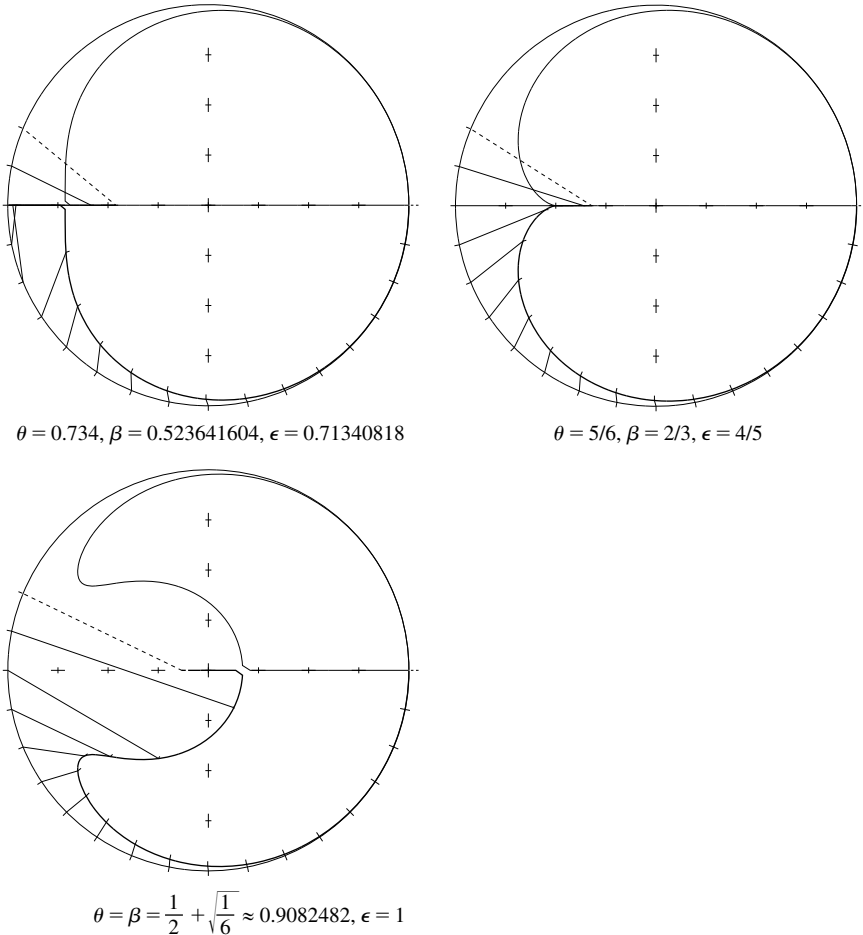 θ = 0.734, β = 0.523641604, ϵ = 0.71340818
θ = 5/6, β = 2/3, ϵ = 4/5
θ = β = 1/2 + √(1/6) ≈ 0.9082482, ϵ = 1